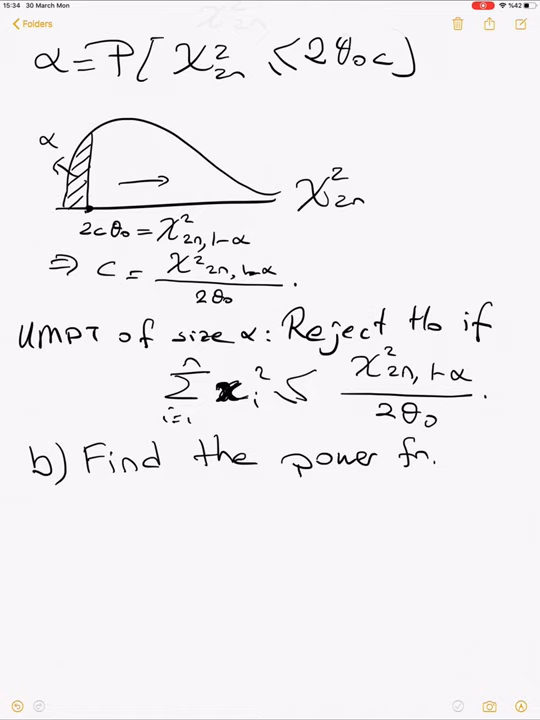 15:34 30 March Mon
%42
Folders
α = P[ χ²₂ₙ ≤ 2θ₀c ]
α
χ²₂ₙ
2cθ₀ = χ²₂ₙ, ₁₋α
⇒ c = χ²₂ₙ, ₁₋α / 2θ₀ .
UMPT of size α: Reject H₀ if
n
Σ xᵢ² ≤ χ²₂ₙ, ₁₋α / 2θ₀ .
i=1
b) Find the power fn.